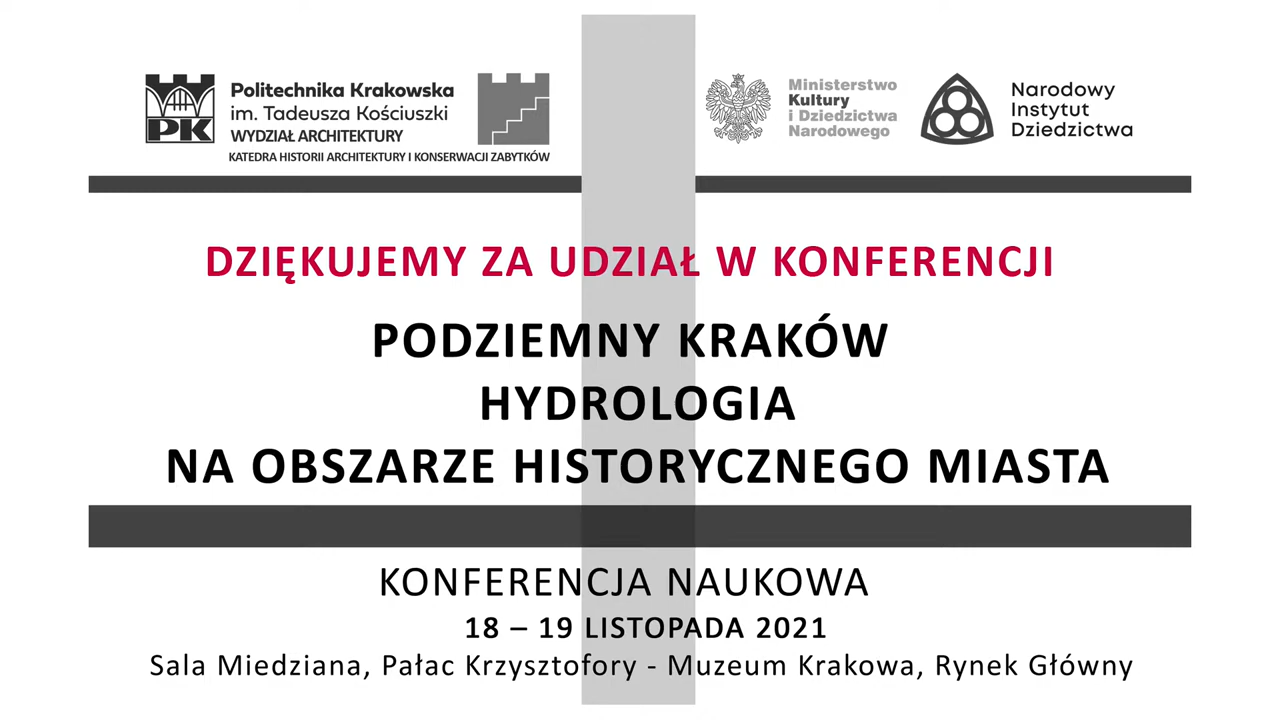 Politechnika Krakowska
im. Tadeusza Kościuszki
WYDZIAŁ ARCHITEKTURY
KATEDRA HISTORII ARCHITEKTURY I KONSERWACJI ZABYTKÓW
PK
Ministerstwo
Kultury
i Dziedzictwa
Narodowego
Narodowy
Instytut
Dziedzictwa
DZIĘKUJEMY ZA UDZIAŁ W KONFERENCJI
PODZIEMNY KRAKÓW
HYDROLOGIA
NA OBSZARZE HISTORYCZNEGO MIASTA
KONFERENCJA NAUKOWA
18 – 19 LISTOPADA 2021
Sala Miedziana, Pałac Krzysztofory - Muzeum Krakowa, Rynek Główny